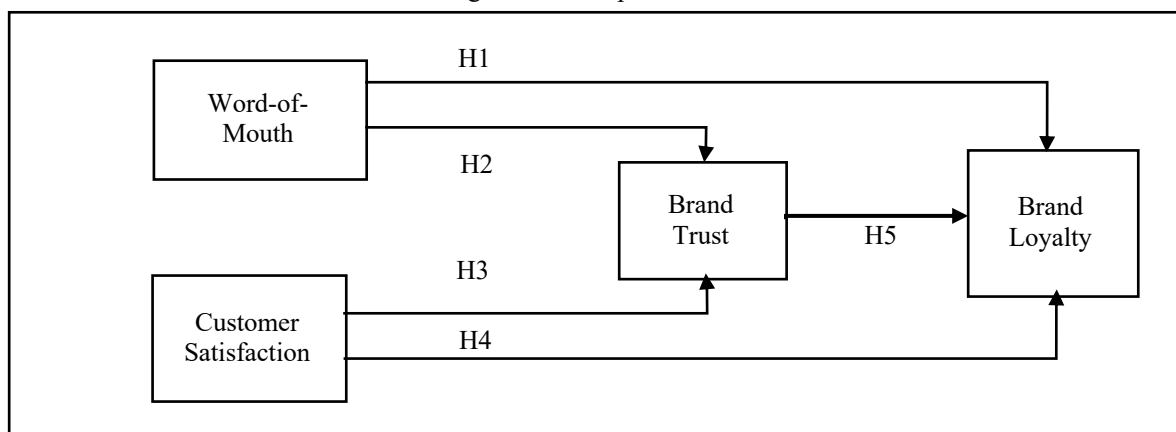 H1
Word-of-
Mouth
H2
Brand
Trust
H5
Brand
Loyalty
H3
Customer
Satisfaction
H4